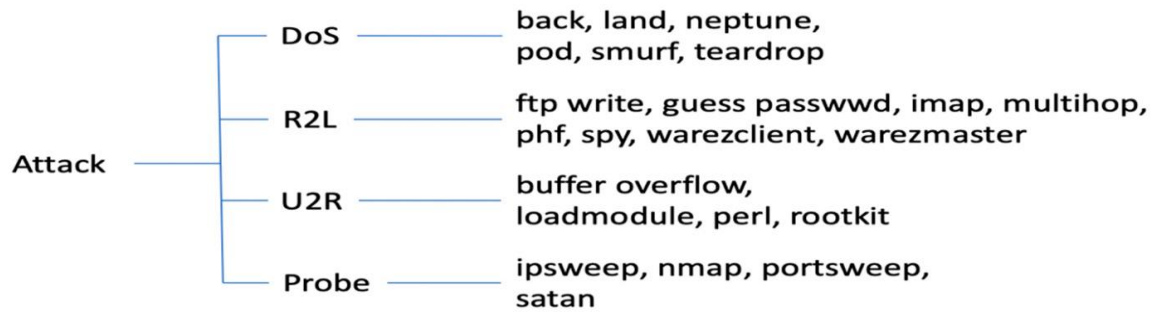 Attack
DoS
back, land, neptune,
pod, smurf, teardrop
R2L
ftp write, guess passwwd, imap, multihop,
phf, spy, warezclient, warezmaster
U2R
buffer overflow,
loadmodule, perl, rootkit
Probe
ipsweep, nmap, portsweep,
satan